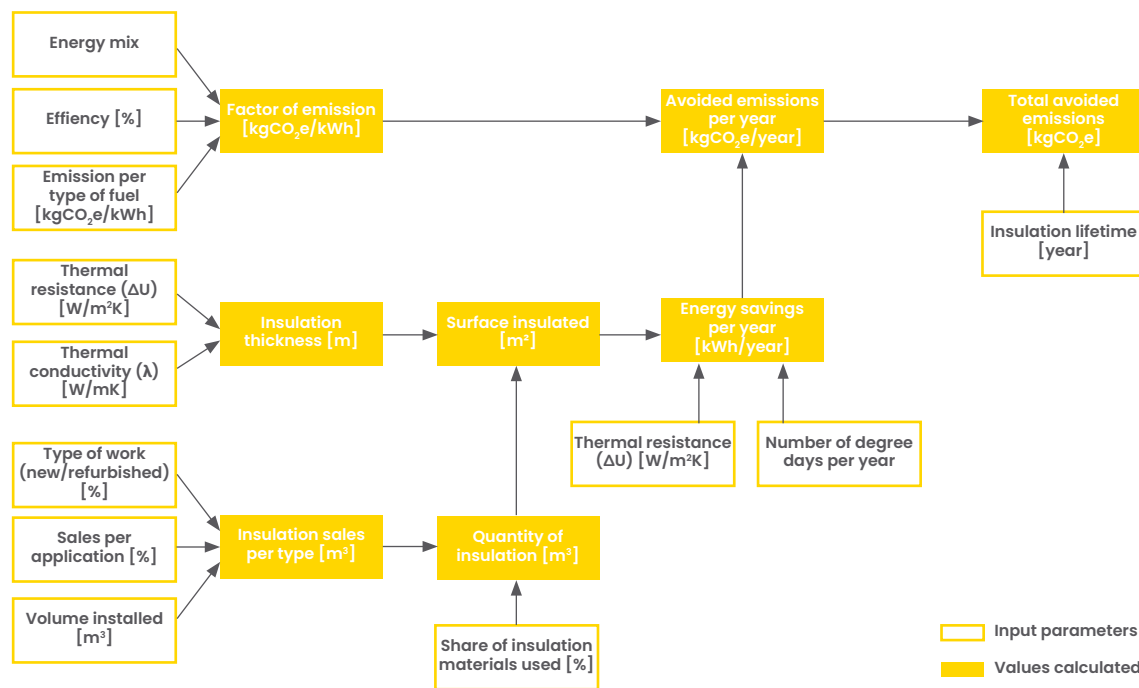 Energy mix
Effiency [%]
Emission per
type of fuel
[kgCO₂e/kWh]
Factor of emission
[kgCO₂e/kWh]
Avoided emissions
per year
[kgCO₂e/year]
Total avoided
emissions
[kgCO₂e]
Insulation lifetime
[year]
Thermal
resistance (ΔU)
[W/m²K]
Thermal
conductivity (λ)
[W/mK]
Insulation
thickness [m]
Surface insulated
[m²]
Energy savings
per year
[kWh/year]
Thermal resistance
(ΔU) [W/m²K]
Number of degree
days per year
Type of work
(new/refurbished)
[%]
Sales per
application [%]
Volume installed
[m³]
Insulation sales
per type [m³]
Quantity of
insulation [m³]
Share of insulation
materials used [%]
Input parameters
Values calculated